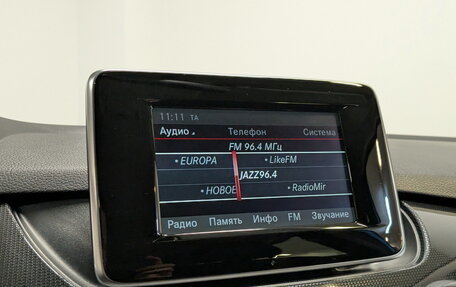 11:11 TA
Аудио Телефон Система
FM 96.4 МГц
• EUROPA • LikeFM
JAZZ96.4
• НОВОЕ • RadioMir
Радио Память Инфо FM Звучание